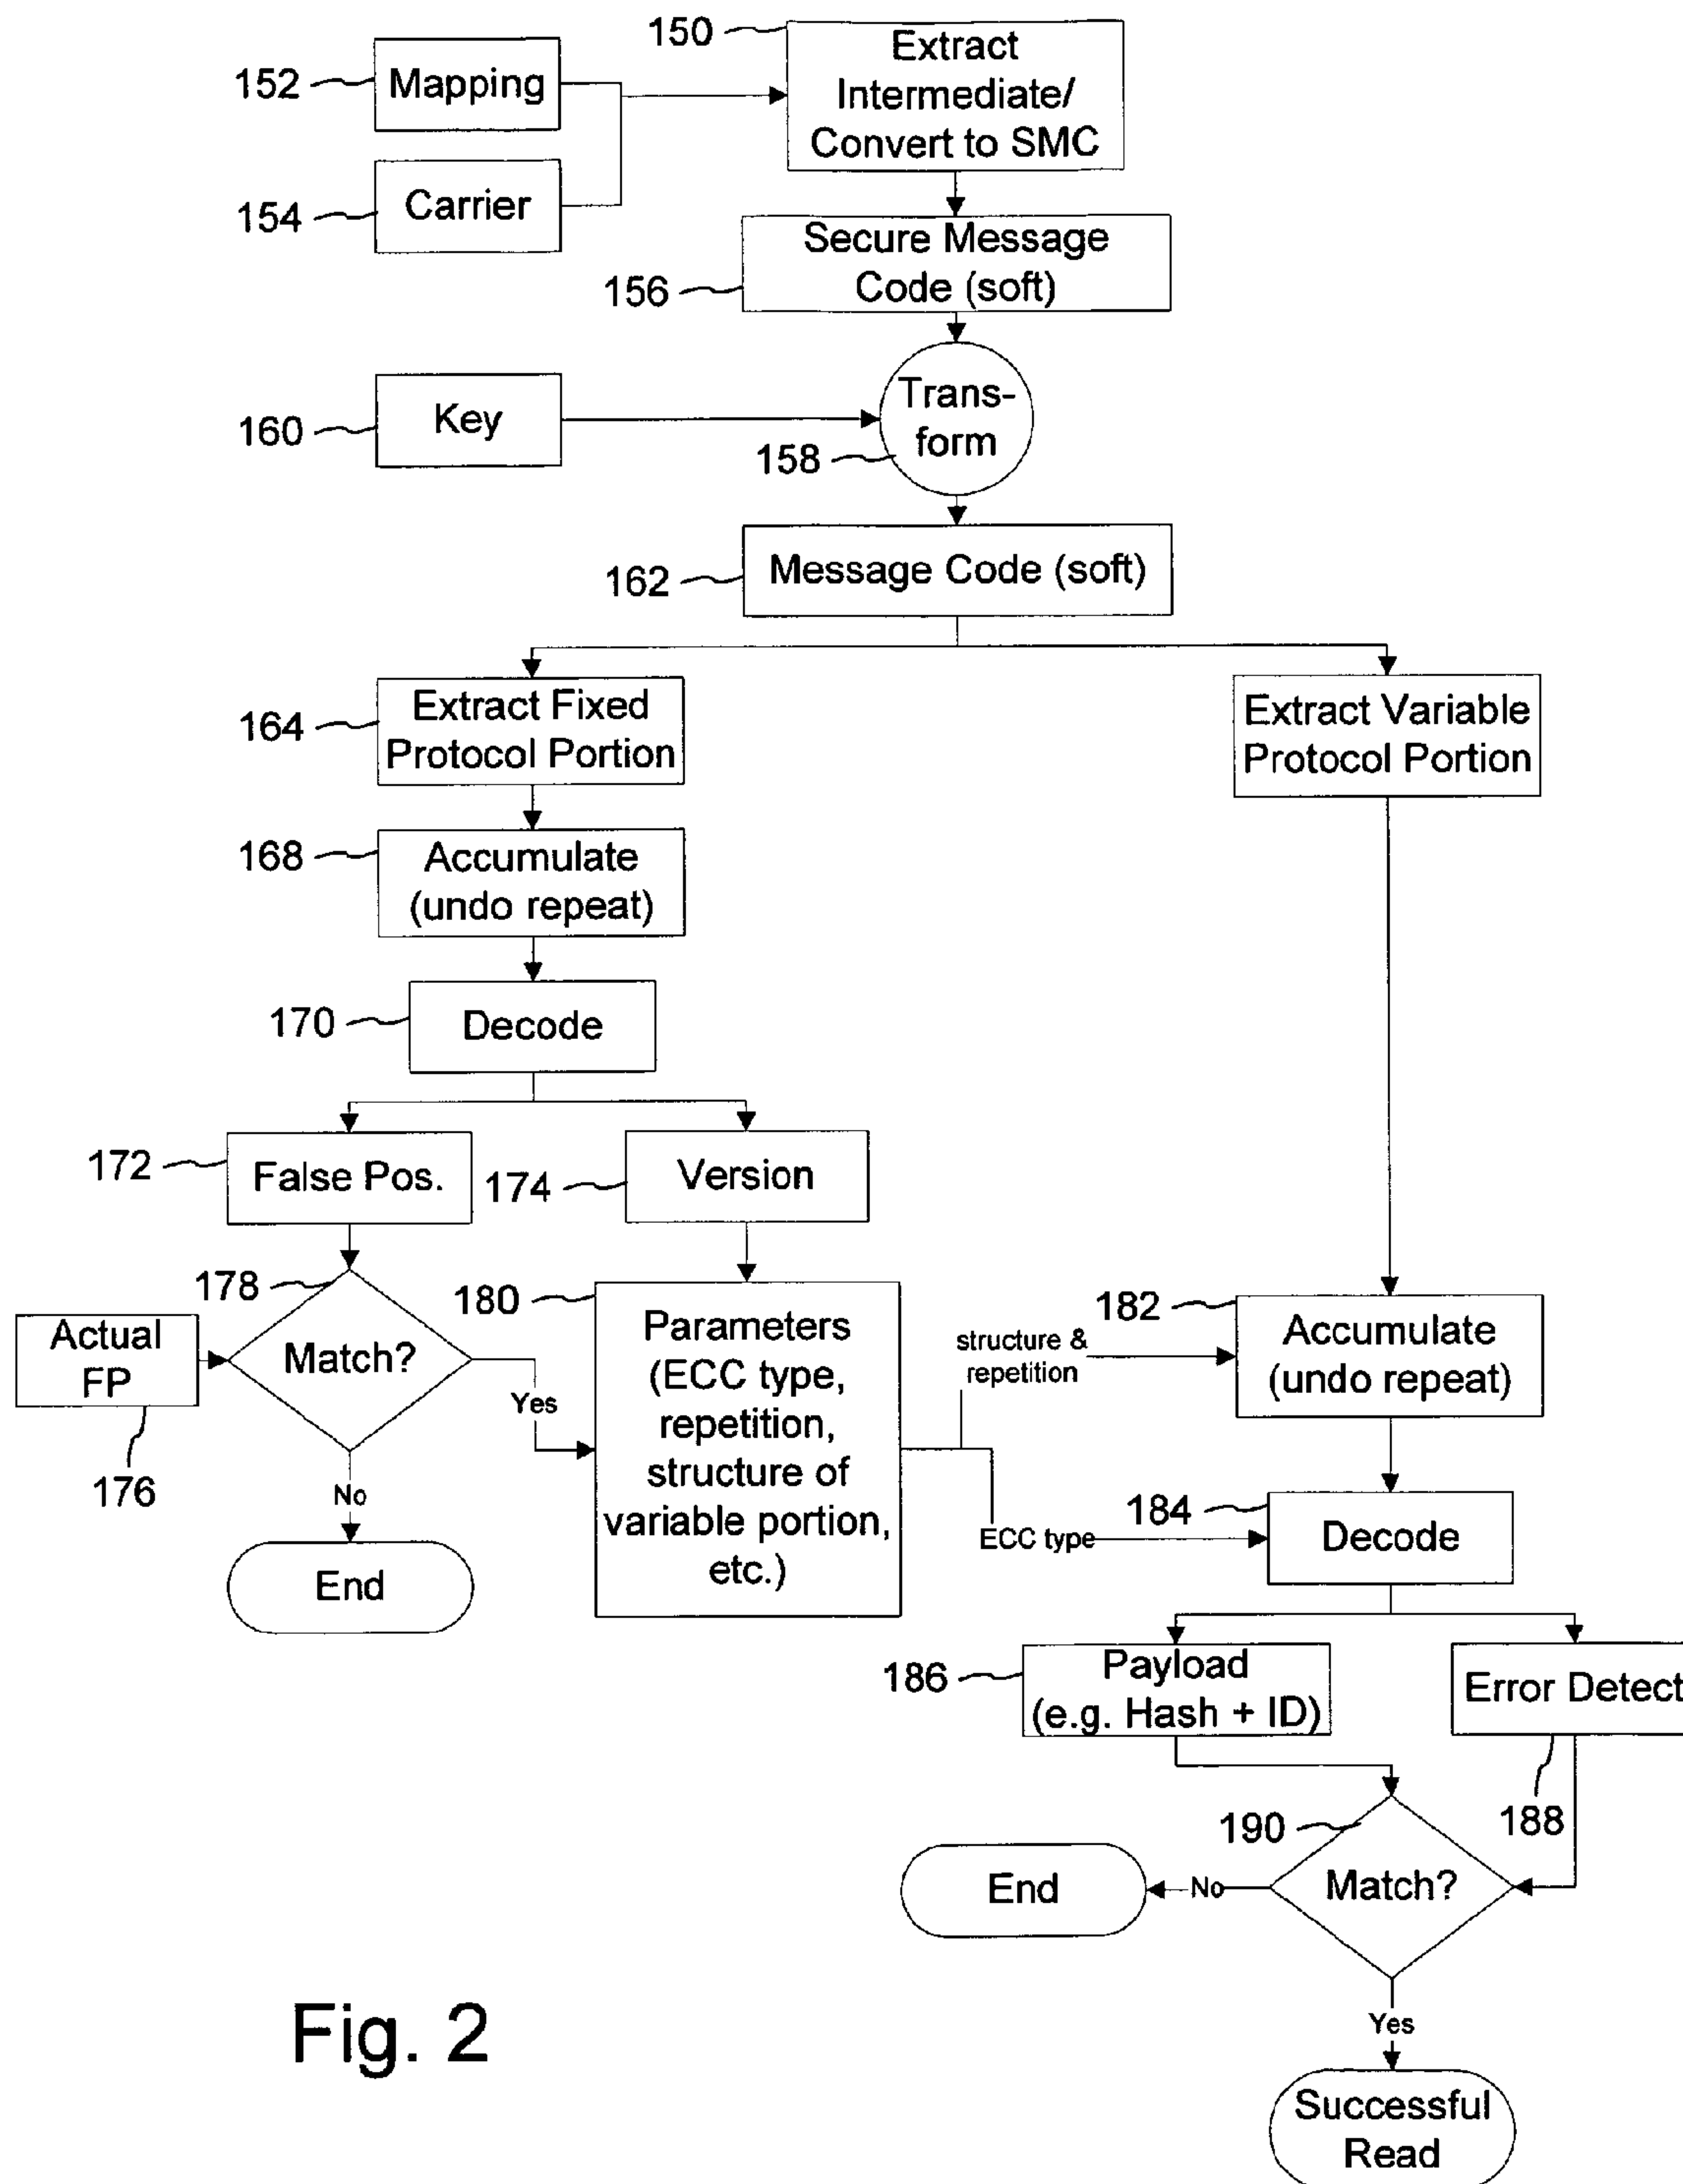 150
Extract
Intermediate/
Convert to SMC
152
Mapping
154
Carrier
Secure Message
Code (soft)
156
160
Key
Trans-
form
158
162
Message Code (soft)
164
Extract Fixed
Protocol Portion
Extract Variable
Protocol Portion
168
Accumulate
(undo repeat)
170
Decode
172
False Pos.
174
Version
178
Match?
Actual
FP
176
Yes
No
End
180
Parameters
(ECC type,
repetition,
structure of
variable portion,
etc.)
structure &
repetition
ECC type
182
Accumulate
(undo repeat)
184
Decode
186
Payload
(e.g. Hash + ID)
Error Detect
188
190
Match?
No
End
Yes
Successful
Read
Fig. 2